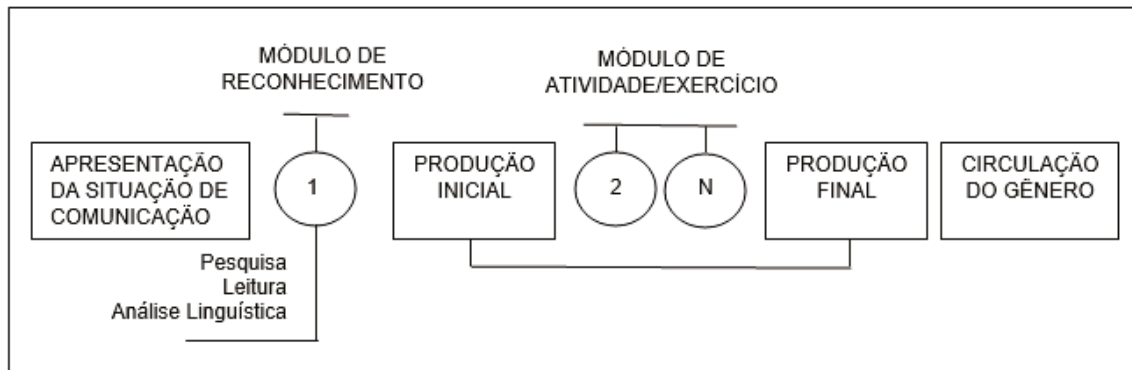 MÓDULO DE
RECONHECIMENTO
MÓDULO DE
ATIVIDADE/EXERCÍCIO
APRESENTAÇÃO
DA SITUAÇÃO DE
COMUNICAÇÃO
1
PRODUÇÃO
INICIAL
2
N
PRODUÇÃO
FINAL
CIRCULAÇÃO
DO GÊNERO
Pesquisa
Leitura
Análise Linguística